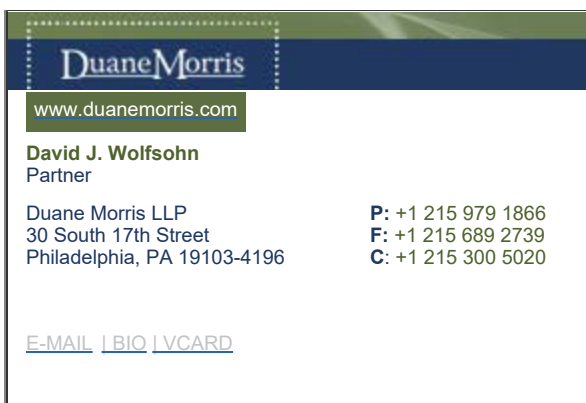 DuaneMorris
www.duanemorris.com
David J. Wolfsohn
Partner
Duane Morris LLP
30 South 17th Street
Philadelphia, PA 19103-4196
P: +1 215 979 1866
F: +1 215 689 2739
C: +1 215 300 5020
E-MAIL | BIO | VCARD